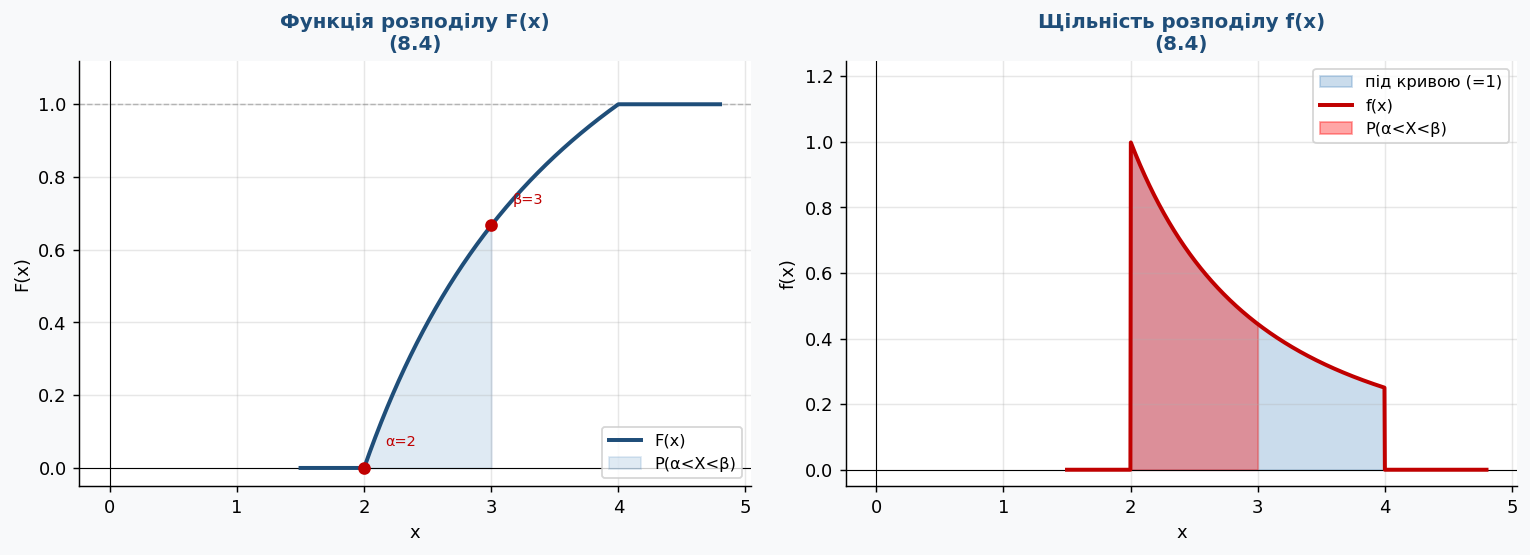 Функція розподілу F(x)
(8.4)
F(x)
1.0
0.8
0.6
0.4
0.2
0.0
β=3
α=2
F(x)
P(α<X<β)
0 1 2 3 4 5
x
Щільність розподілу f(x)
(8.4)
f(x)
1.2
1.0
0.8
0.6
0.4
0.2
0.0
під кривою (=1)
f(x)
P(α<X<β)
0 1 2 3 4 5
x